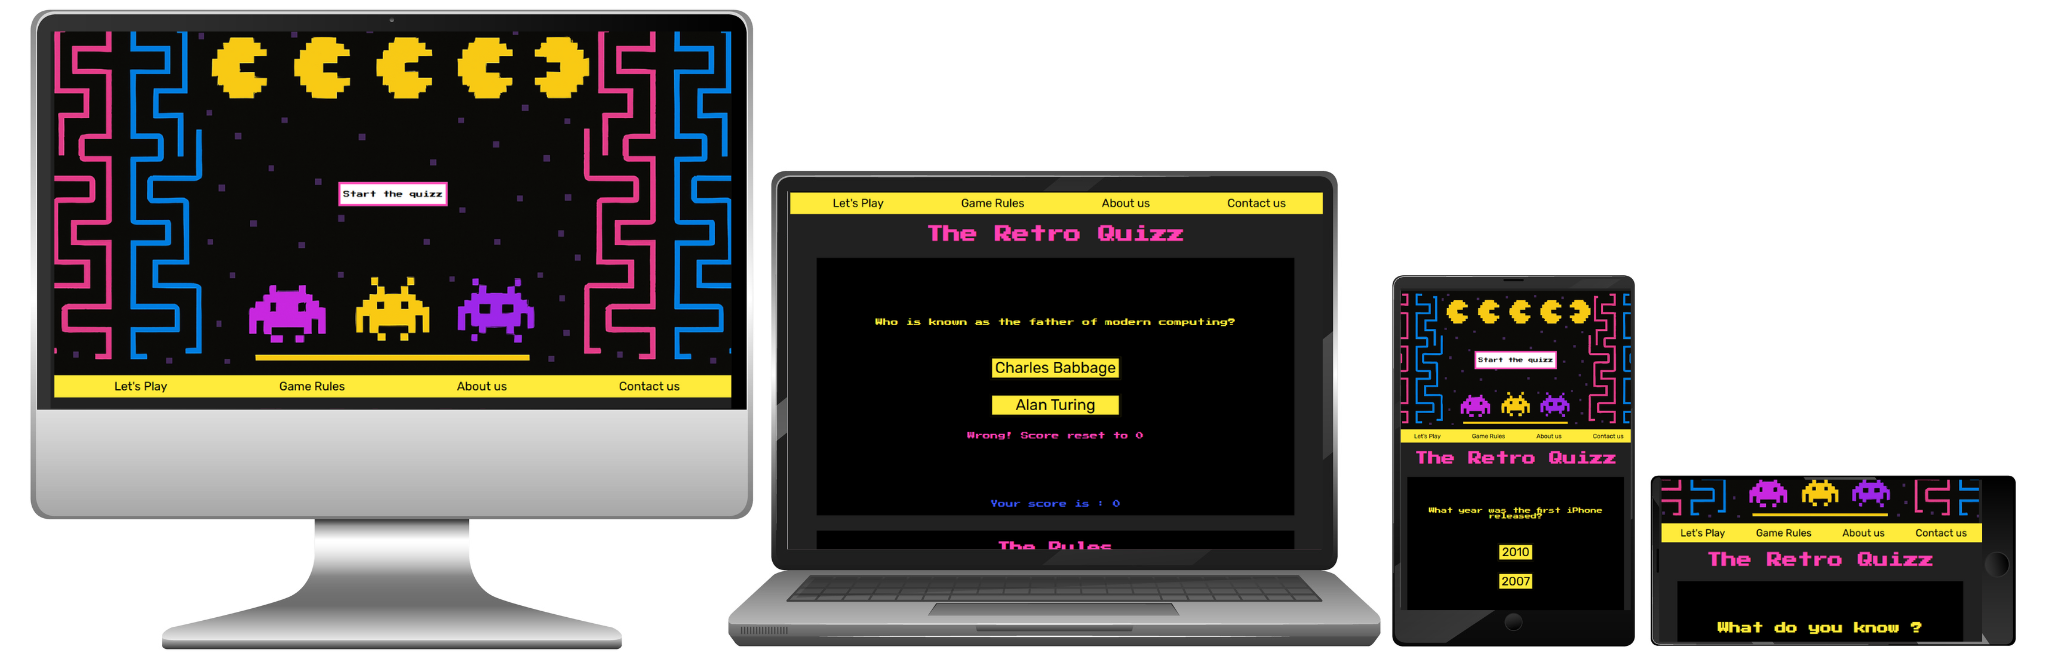 Start the quizz
Let's Play Game Rules About us Contact us
Let's Play Game Rules About us Contact us
The Retro Quizz
Who is known as the father of modern computing?
Charles Babbage
Alan Turing
Wrong! Score reset to 0
Your score is : 0
The Rules
Start the quizz
Let's Play Game Rules About us Contact us
The Retro Quizz
What year was the first iPhone
released?
2010
2007
Let's Play Game Rules About us Contact us
The Retro Quizz
What do you know ?